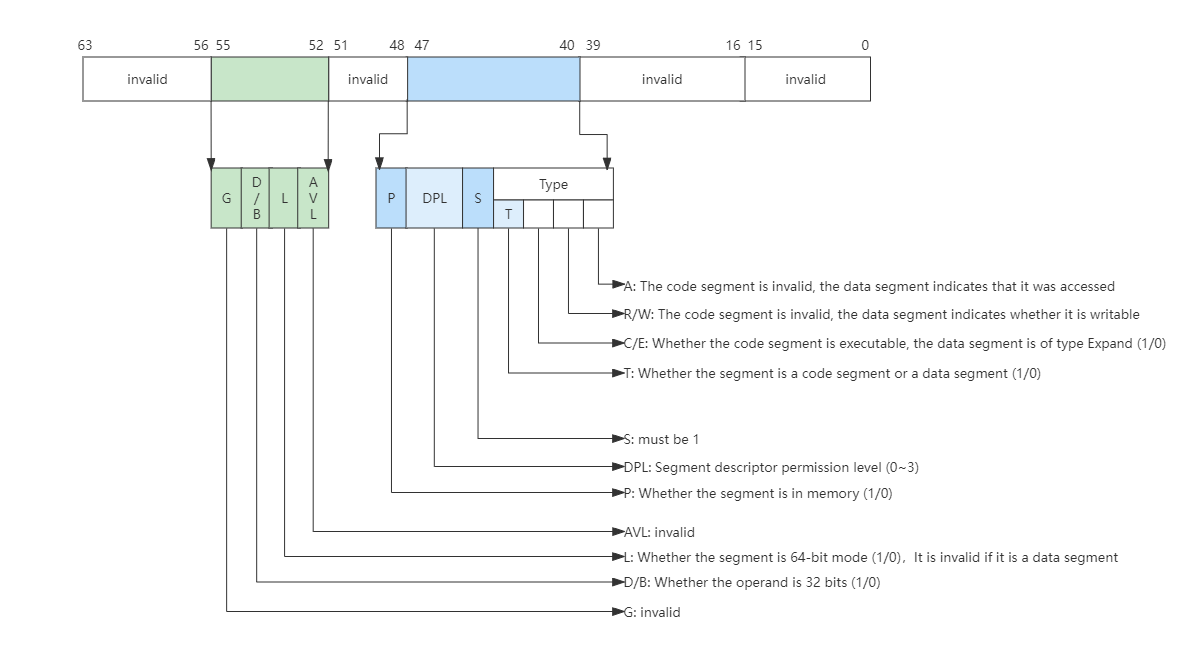 63 56 55 52 51 48 47 40 39 16 15 0
invalid invalid invalid invalid
G D/B L AVL P DPL S Type
T
A: The code segment is invalid, the data segment indicates that it was accessed
R/W: The code segment is invalid, the data segment indicates whether it is writable
C/E: Whether the code segment is executable, the data segment is of type Expand (1/0)
T: Whether the segment is a code segment or a data segment (1/0)
S: must be 1
DPL: Segment descriptor permission level (0~3)
P: Whether the segment is in memory (1/0)
AVL: invalid
L: Whether the segment is 64-bit mode (1/0)，It is invalid if it is a data segment
D/B: Whether the operand is 32 bits (1/0)
G: invalid